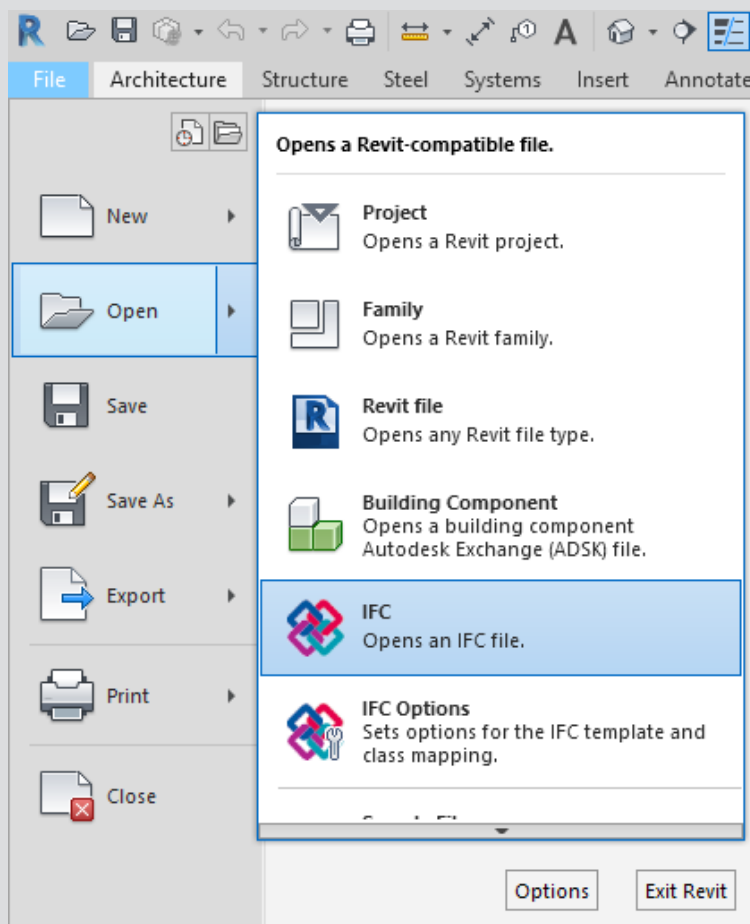 File Architecture Structure Steel Systems Insert Annotate
Opens a Revit-compatible file.
New
Open
Save
Save As
Export
Print
Close
Project
Opens a Revit project.
Family
Opens a Revit family.
Revit file
Opens any Revit file type.
Building Component
Opens a building component
Autodesk Exchange (ADSK) file.
IFC
Opens an IFC file.
IFC Options
Sets options for the IFC template and
class mapping.
Options Exit Revit